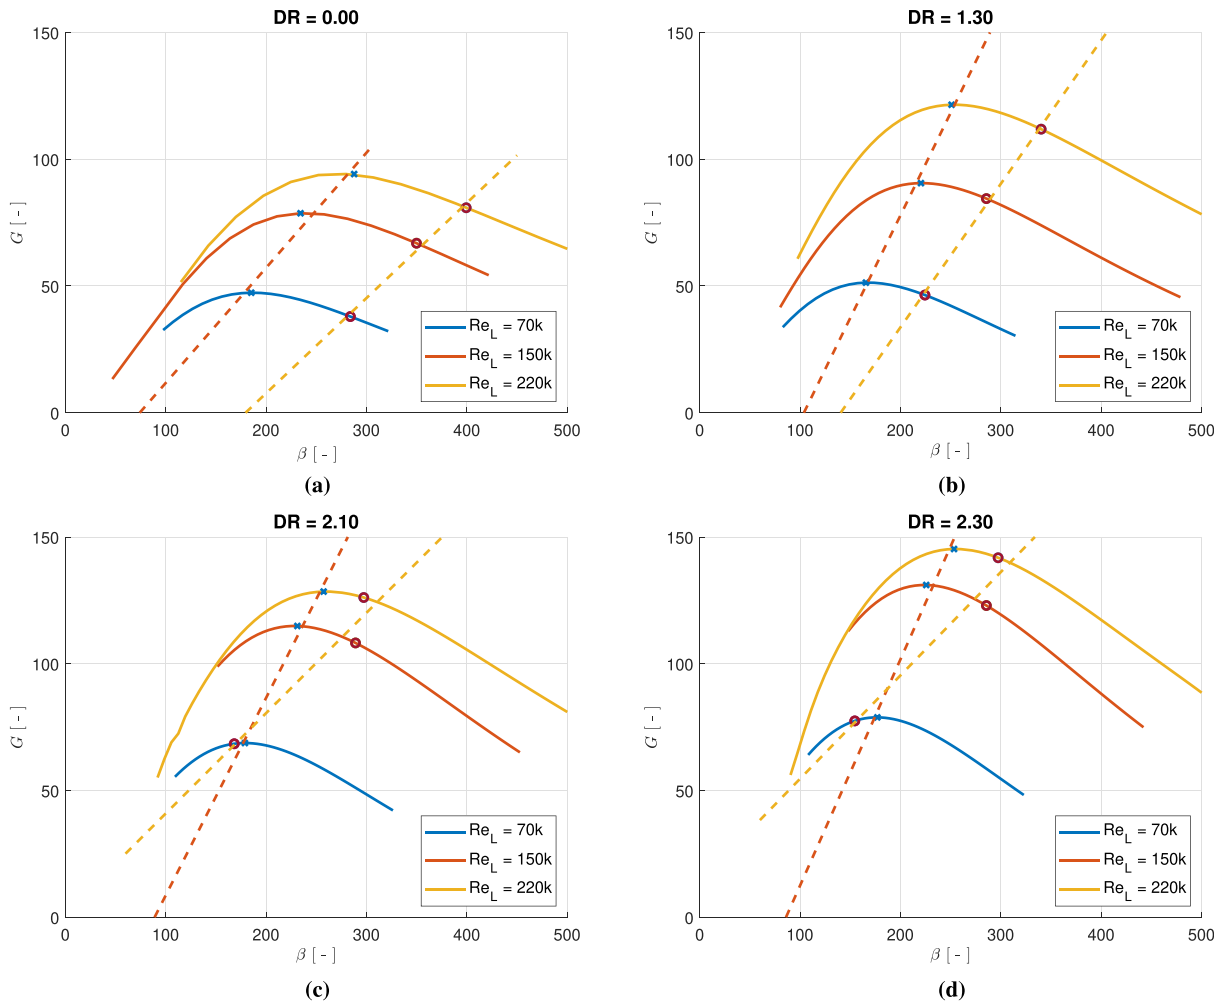 DR = 0.00
150
100
50
0
G [ - ]
0 100 200 300 400 500
β [ - ]
Re_L = 70k
Re_L = 150k
Re_L = 220k
(a)
DR = 1.30
150
100
50
0
G [ - ]
0 100 200 300 400 500
β [ - ]
Re_L = 70k
Re_L = 150k
Re_L = 220k
(b)
DR = 2.10
150
100
50
0
G [ - ]
0 100 200 300 400 500
β [ - ]
Re_L = 70k
Re_L = 150k
Re_L = 220k
(c)
DR = 2.30
150
100
50
0
G [ - ]
0 100 200 300 400 500
β [ - ]
Re_L = 70k
Re_L = 150k
Re_L = 220k
(d)